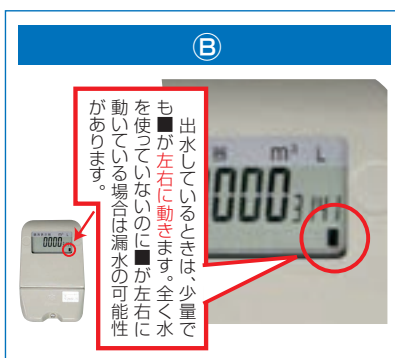 Ⓑ
出水しているときは、少量で
も■が左右に動きます。全く水
を使っていないのに■が左右に
動いている場合は漏水の可能性
があります。
m³ L